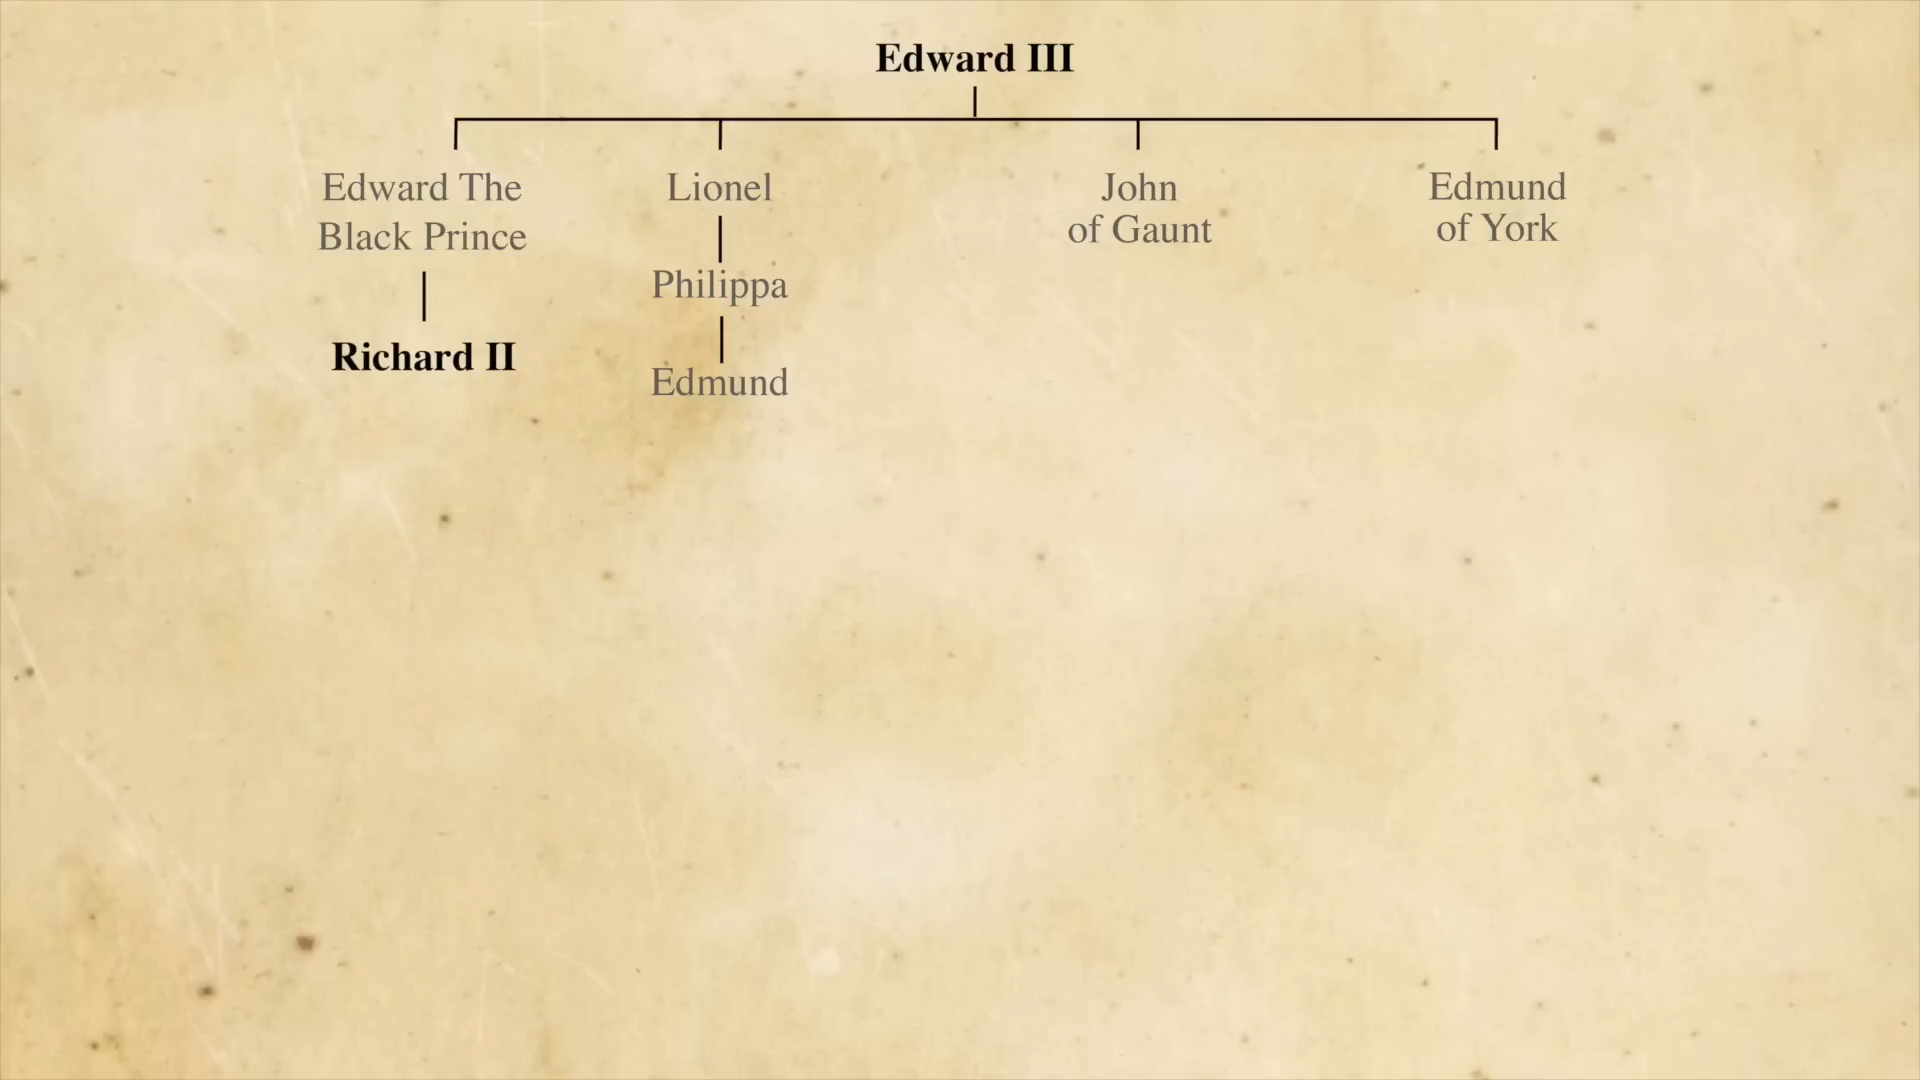 Edward III
Edward The
Black Prince
Lionel
John
of Gaunt
Edmund
of York
Philippa
Richard II
Edmund